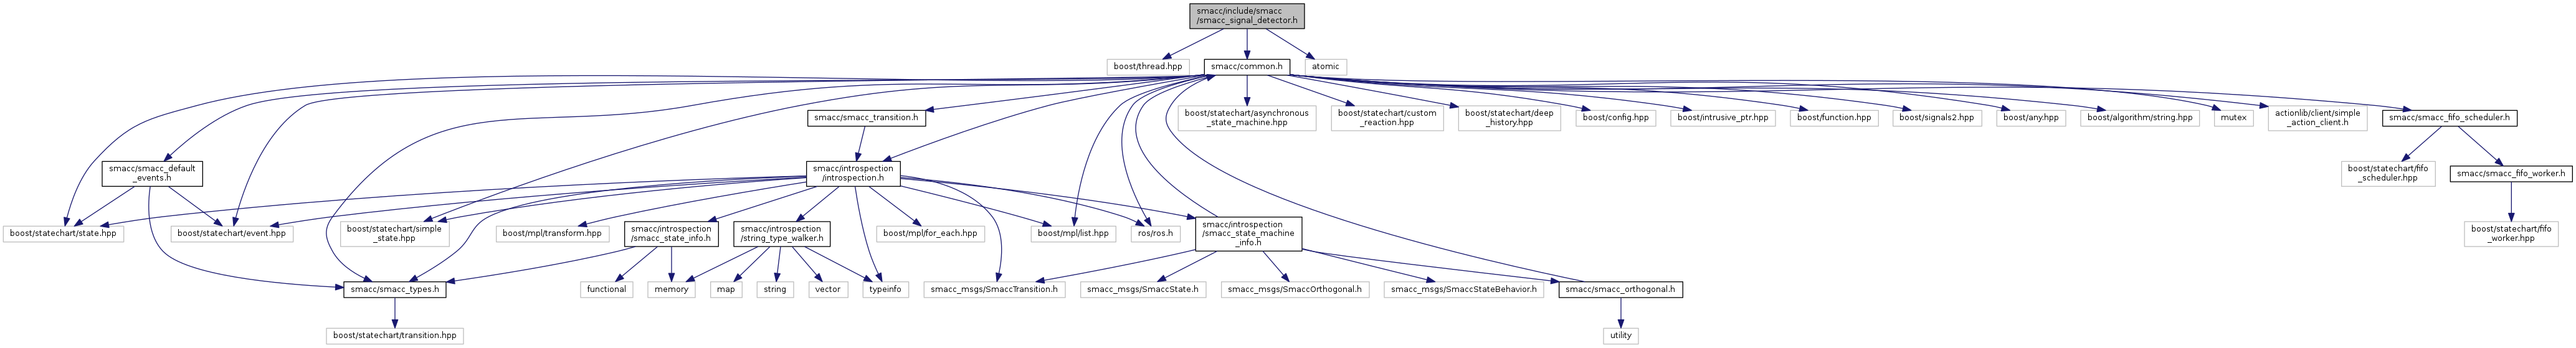 smacc/include/smacc
/smacc_signal_detector.h
boost/thread.hpp
smacc/common.h
atomic
smacc/smacc_transition.h
boost/statechart/asynchronous
_state_machine.hpp
boost/statechart/custom
_reaction.hpp
boost/statechart/deep
_history.hpp
boost/config.hpp
boost/intrusive_ptr.hpp
boost/function.hpp
boost/signals2.hpp
boost/any.hpp
boost/algorithm/string.hpp
mutex
actionlib/client/simple
_action_client.h
smacc/smacc_fifo_scheduler.h
smacc/smacc_default
_events.h
smacc/introspection
/introspection.h
boost/statechart/fifo
_scheduler.hpp
smacc/smacc_fifo_worker.h
boost/statechart/state.hpp
boost/statechart/event.hpp
boost/statechart/simple
_state.hpp
boost/mpl/transform.hpp
smacc/introspection
/smacc_state_info.h
smacc/introspection
/string_type_walker.h
boost/mpl/for_each.hpp
boost/mpl/list.hpp
ros/ros.h
smacc/introspection
/smacc_state_machine
_info.h
boost/statechart/fifo
_worker.hpp
smacc/smacc_types.h
functional
memory
map
string
vector
typeinfo
smacc_msgs/SmaccTransition.h
smacc_msgs/SmaccState.h
smacc_msgs/SmaccOrthogonal.h
smacc_msgs/SmaccStateBehavior.h
smacc/smacc_orthogonal.h
boost/statechart/transition.hpp
utility